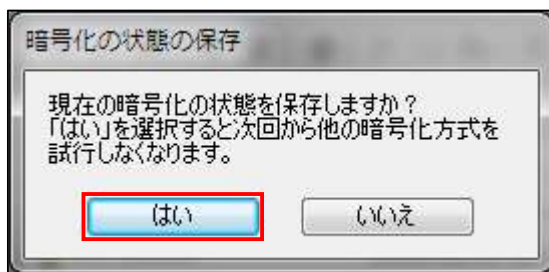 暗号化の状態の保存
現在の暗号化の状態を保存しますか？
「はい」を選択すると次回から他の暗号化方式を
試行しなくなります。
はい
いいえ